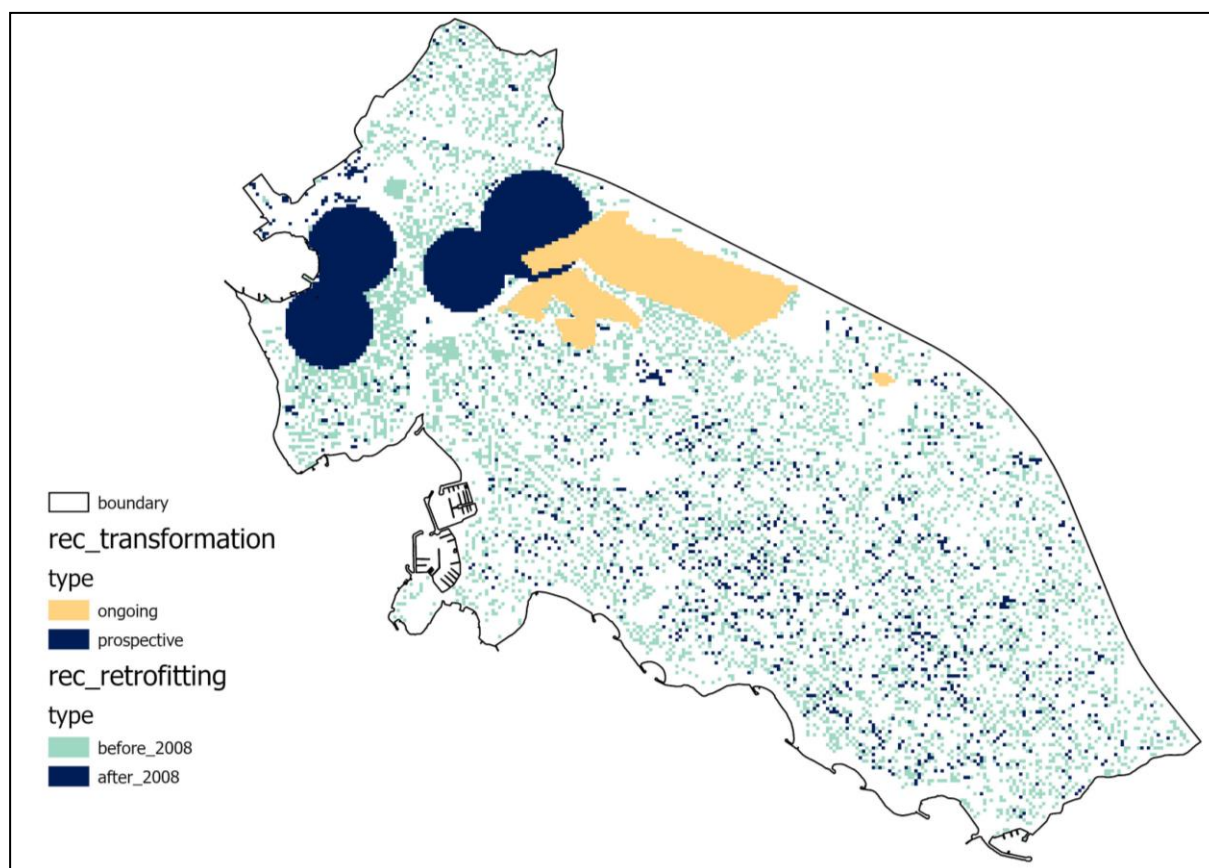 boundary
rec_transformation
type
ongoing
prospective
rec_retrofitting
type
before_2008
after_2008